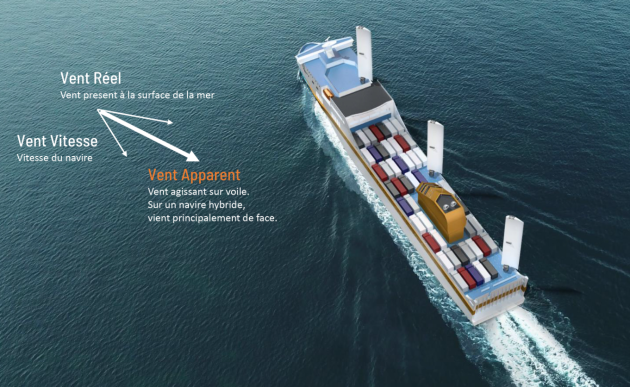 Vent Réel
Vent present à la surface de la mer
Vent Vitesse
Vitesse du navire
Vent Apparent
Vent agissant sur voile.
Sur un navire hybride,
vient principalement de face.